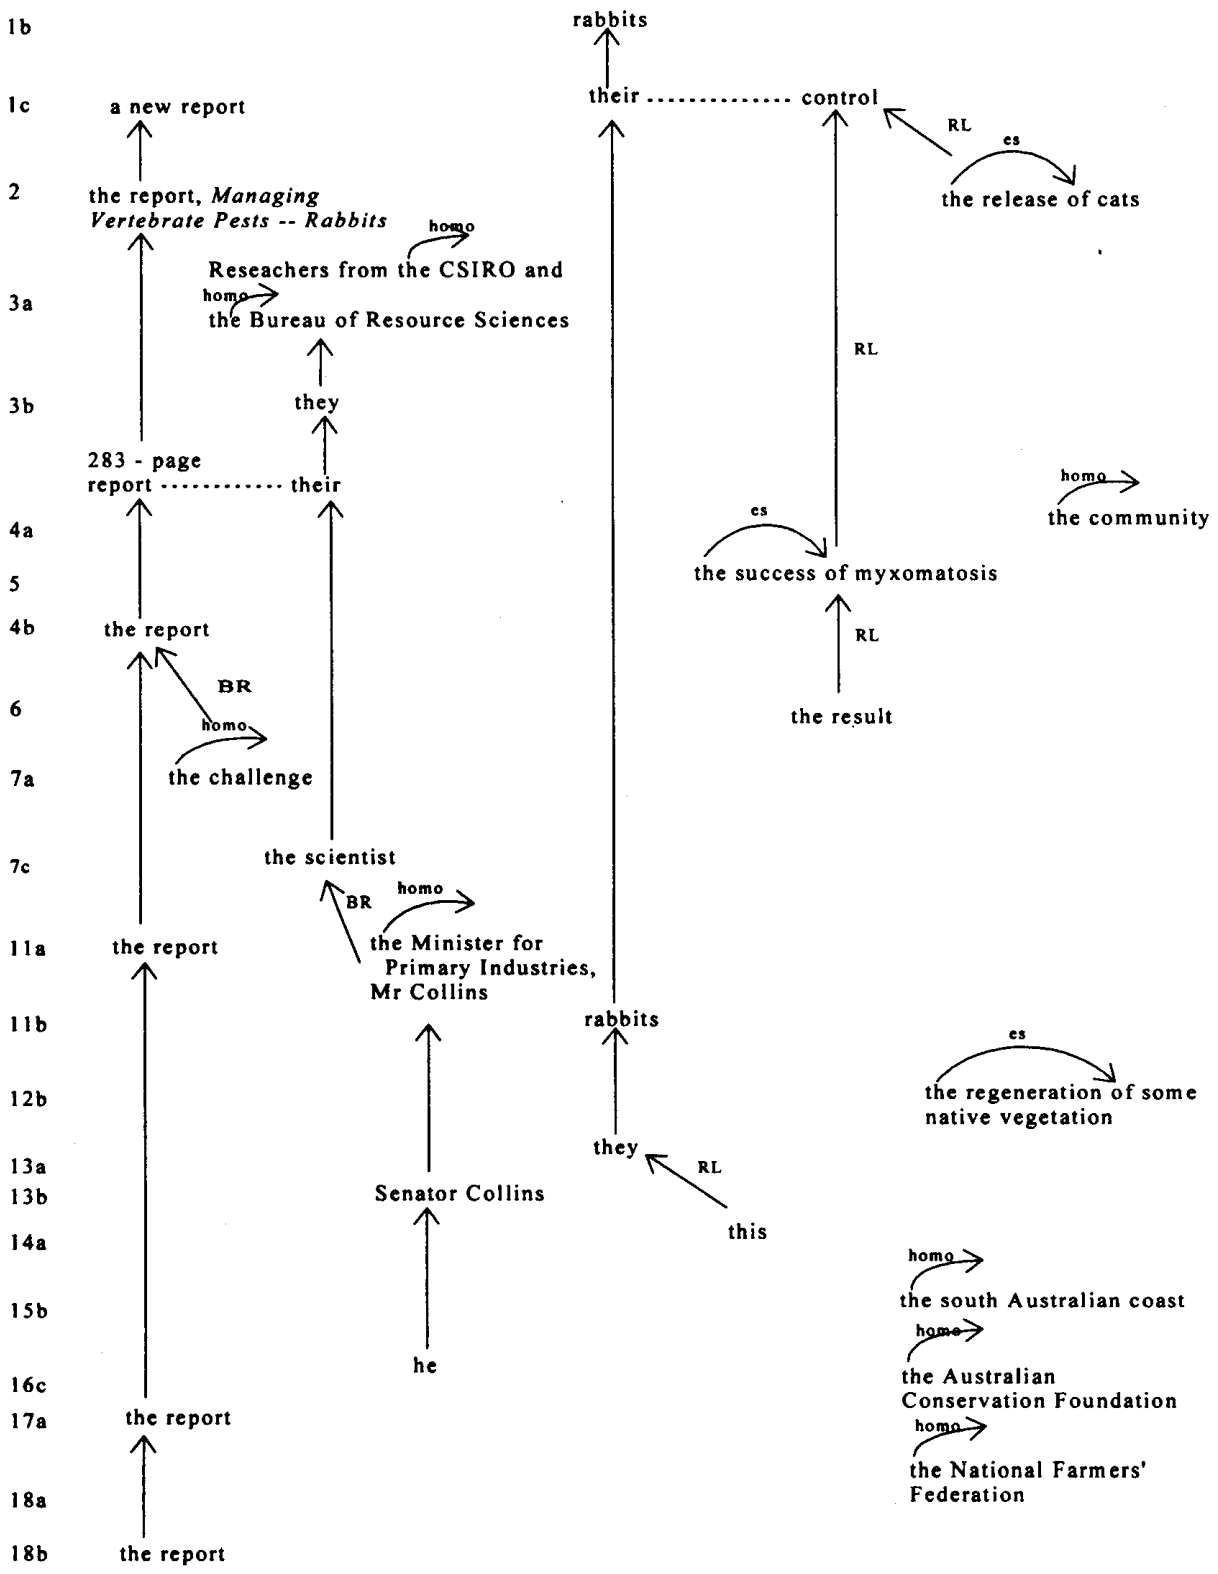 1b rabbits
1c a new report their ............. control
RL
es
2 the report, Managing the release of cats
Vertebrate Pests -- Rabbits
homo
Reseachers from the CSIRO and
homo
3a the Bureau of Resource Sciences
RL
3b they
283 - page
report ............ their
homo
4a es the community
5 the success of myxomatosis
4b the report
RL
BR
6 the result
homo
7a the challenge
7c the scientist
BR homo
11a the report the Minister for
Primary Industries,
Mr Collins
11b rabbits
es
12b the regeneration of some
native vegetation
13a they RL
13b Senator Collins
14a this
homo
15b the south Australian coast
homo
16c he the Australian
Conservation Foundation
17a the report
homo
the National Farmers'
18a Federation
18b the report